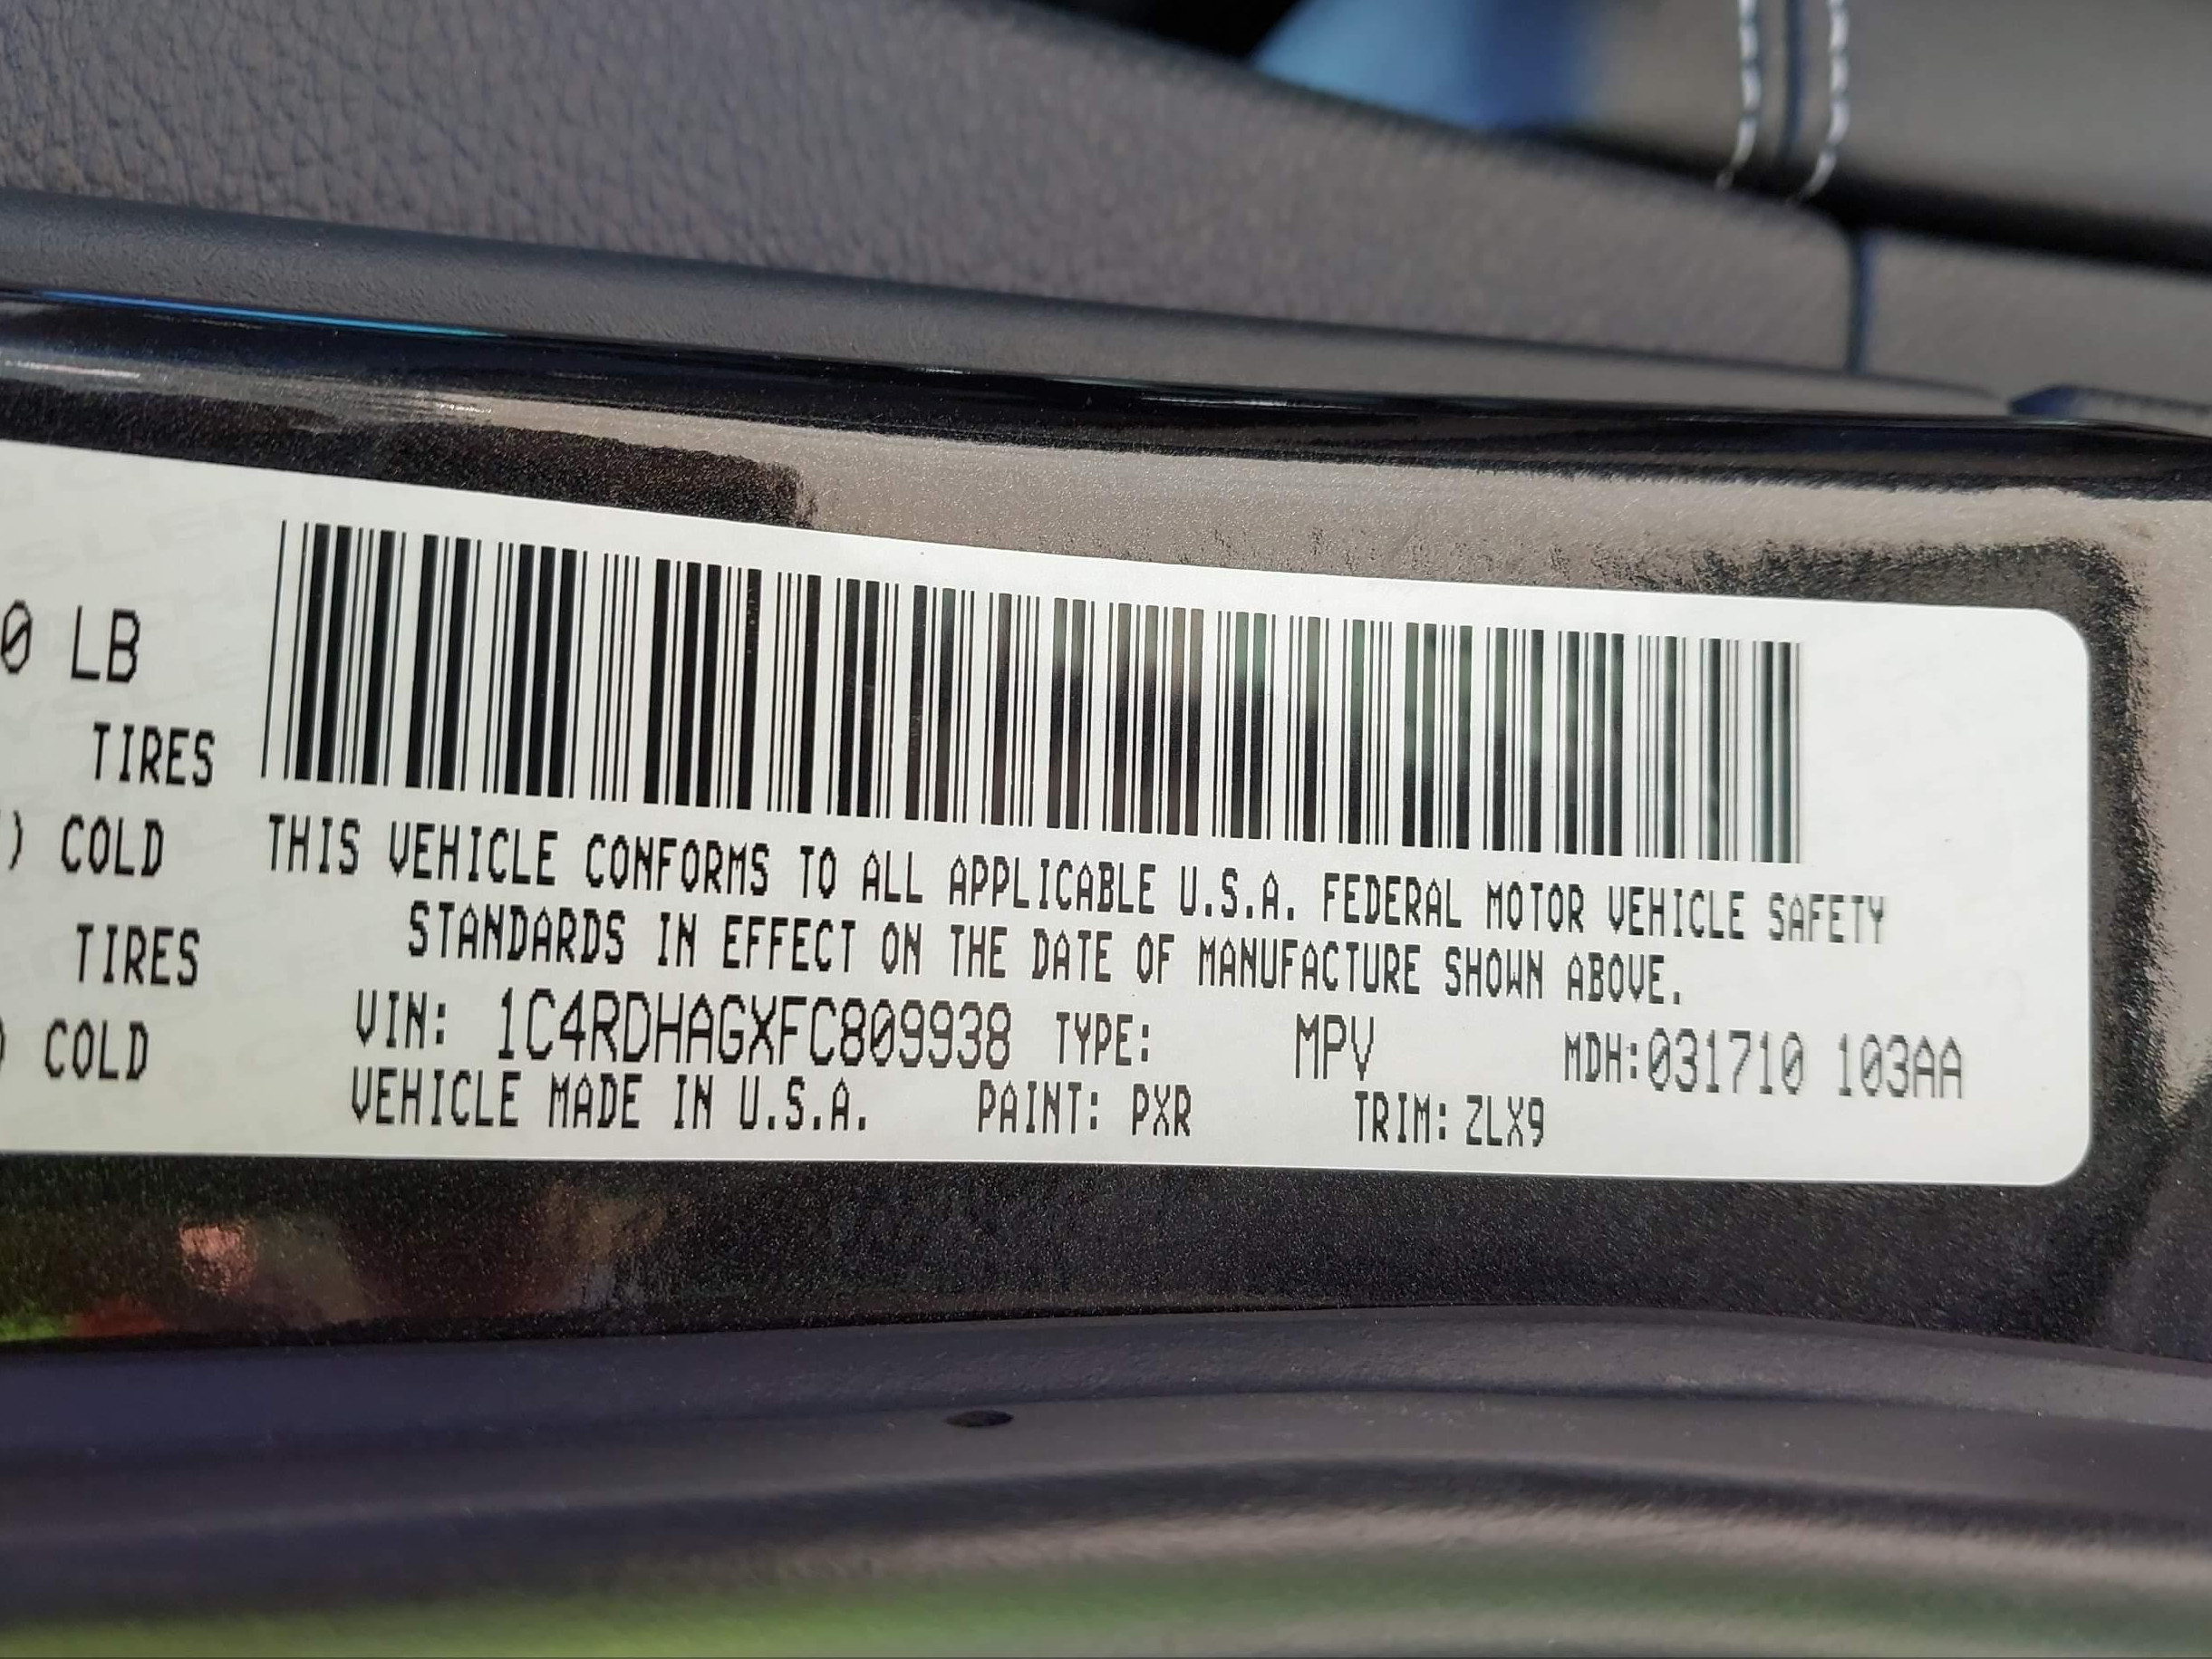 0 LB
TIRES
) COLD
TIRES
) COLD
THIS VEHICLE CONFORMS TO ALL APPLICABLE U.S.A. FEDERAL MOTOR VEHICLE SAFETY
STANDARDS IN EFFECT ON THE DATE OF MANUFACTURE SHOWN ABOVE.
VIN: 1C4RDHAGXFC809938 TYPE: MPV MDH:031710 103AA
VEHICLE MADE IN U.S.A. PAINT: PXR TRIM: ZLX9